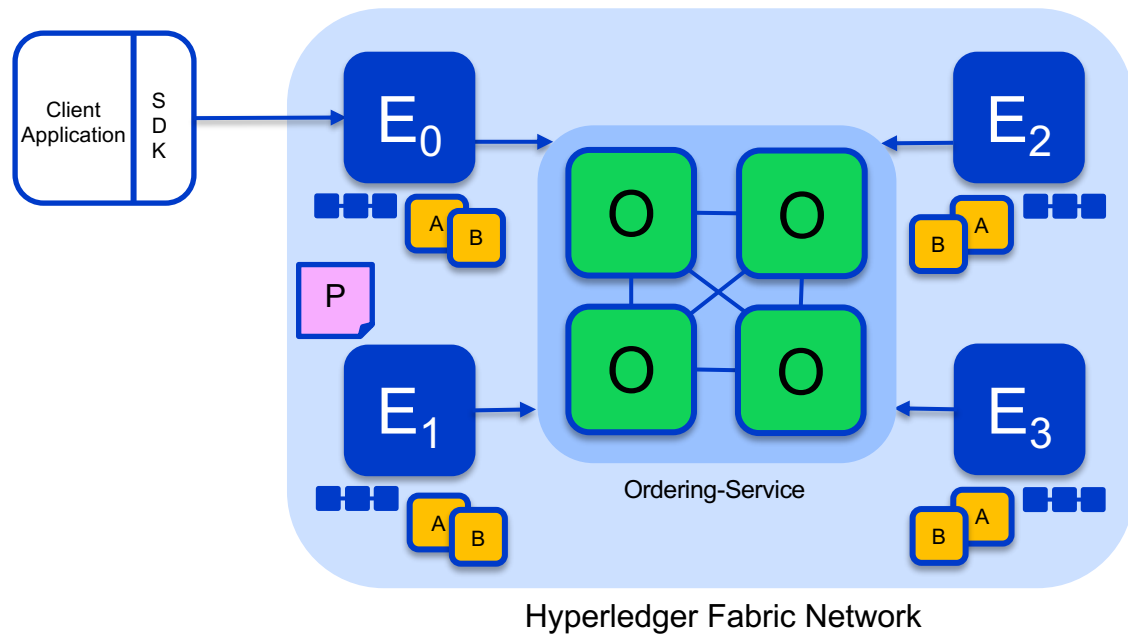 Client
Application
S
D
K
E0
E2
O
O
A
B
A
B
P
O
O
E1
E3
Ordering-Service
A
B
A
B
Hyperledger Fabric Network